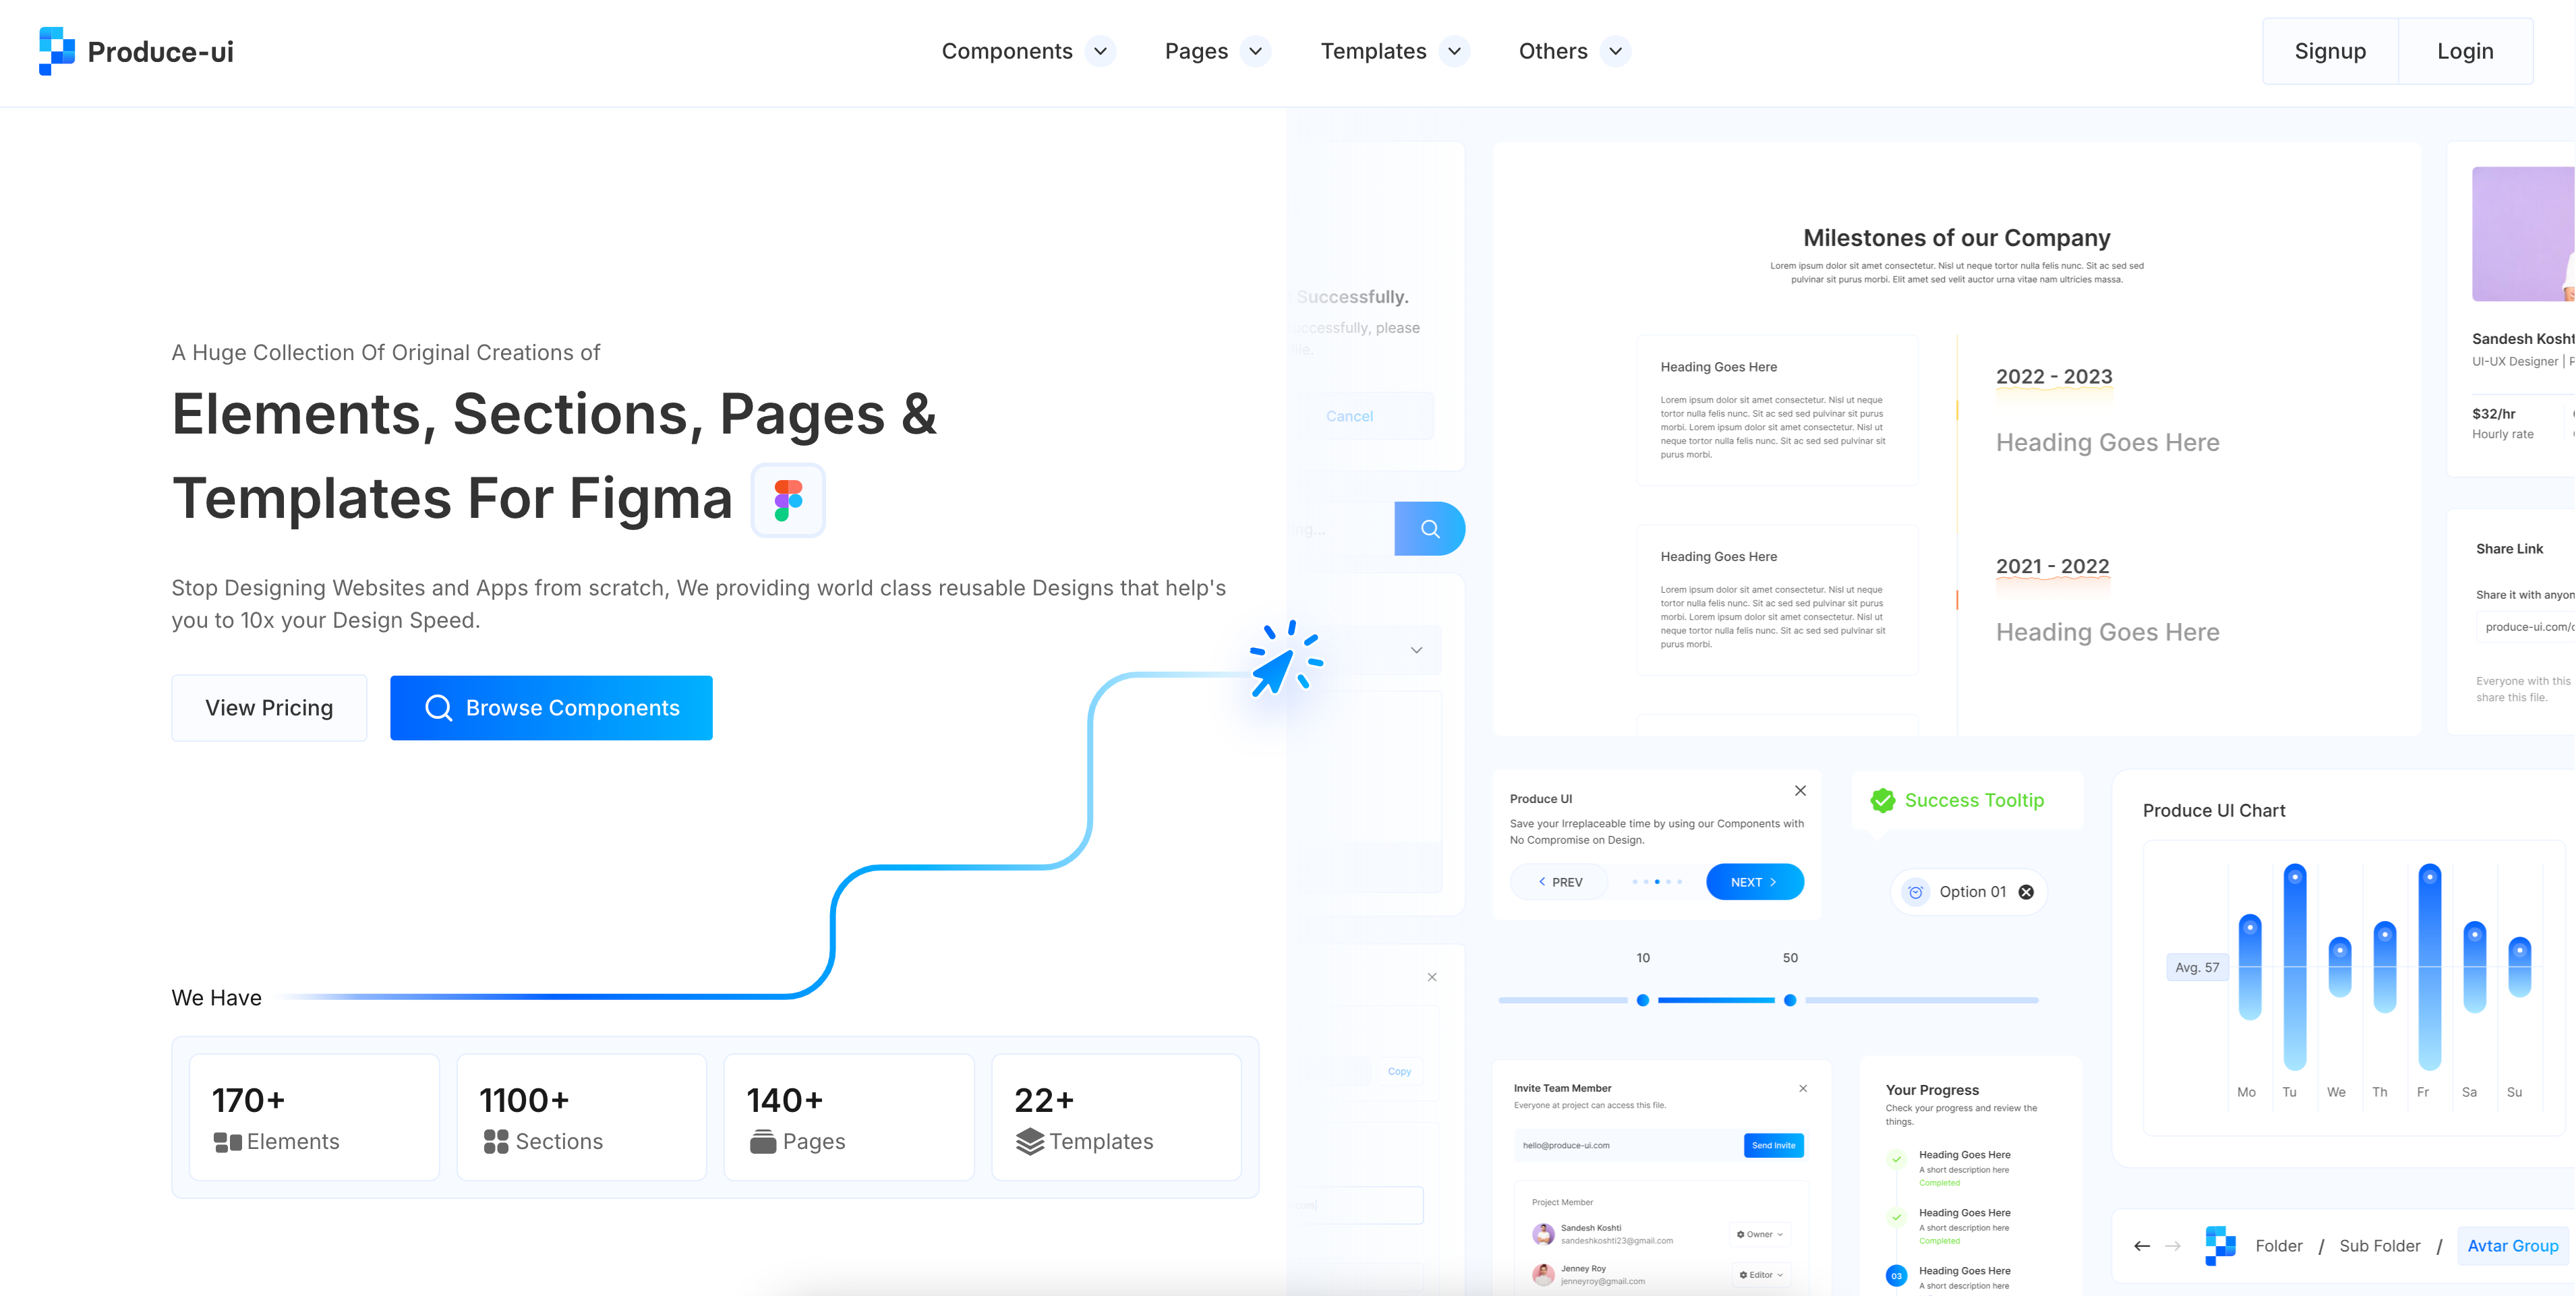 Produce-ui
Components
Pages
Templates
Others
Signup
Login
A Huge Collection Of Original Creations of
Elements, Sections, Pages &
Templates For Figma
Stop Designing Websites and Apps from scratch, We providing world class reusable Designs that help's
you to 10x your Design Speed.
View Pricing
Browse Components
We Have
170+
Elements
1100+
Sections
140+
Pages
22+
Templates
Successfully.
uccessfully, please
Cancel
Copy
Milestones of our Company
Lorem ipsum dolor sit amet consectetur. Nisl ut neque tortor nulla felis nunc. Sit ac sed sed
pulvinar sit purus morbi. Elit amet sed velit auctor urna vitae nam ultricies massa.
Heading Goes Here
Lorem ipsum dolor sit amet consectetur. Nisl ut neque
tortor nulla felis nunc. Sit ac sed sed pulvinar sit purus
morbi. Lorem ipsum dolor sit amet consectetur. Nisl ut
neque tortor nulla felis nunc. Sit ac sed sed pulvinar sit
purus morbi.
2022 - 2023
Heading Goes Here
Heading Goes Here
Lorem ipsum dolor sit amet consectetur. Nisl ut neque
tortor nulla felis nunc. Sit ac sed sed pulvinar sit purus
morbi. Lorem ipsum dolor sit amet consectetur. Nisl ut
neque tortor nulla felis nunc. Sit ac sed sed pulvinar sit
purus morbi.
2021 - 2022
Heading Goes Here
Sandesh Kosht
UI-UX Designer | P
$32/hr
Hourly rate
Share Link
Share it with anyon
produce-ui.com/c
Everyone with this
share this file.
Produce UI
Save your Irreplaceable time by using our Components with
No Compromise on Design.
PREV
NEXT
Success Tooltip
Option 01
10
50
Produce UI Chart
Avg. 57
Mo
Tu
We
Th
Fr
Sa
Su
Invite Team Member
Everyone at project can access this file.
hello@produce-ui.com
Send Invite
Project Member
Sandesh Koshti
sandeshkoshti23@gmail.com
Owner
Jenney Roy
jenneyroy@gmail.com
Editor
Your Progress
Check your progress and review the
things.
Heading Goes Here
A short description here
Completed
Heading Goes Here
A short description here
Completed
03
Heading Goes Here
A short description here
Folder / Sub Folder / Avtar Group